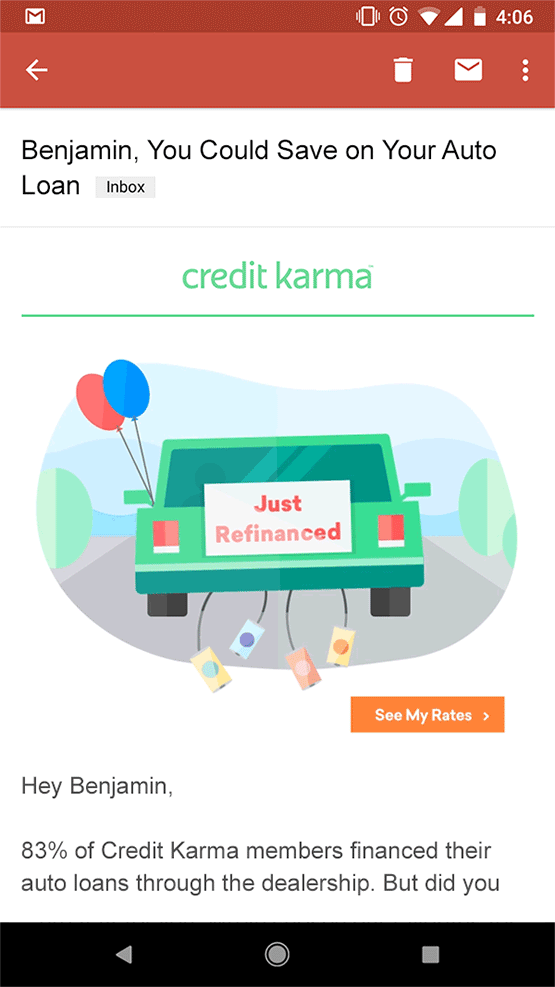 4:06
Benjamin, You Could Save on Your Auto
Loan Inbox
credit karma™
Just
Refinanced
See My Rates
Hey Benjamin,
83% of Credit Karma members financed their
auto loans through the dealership. But did you